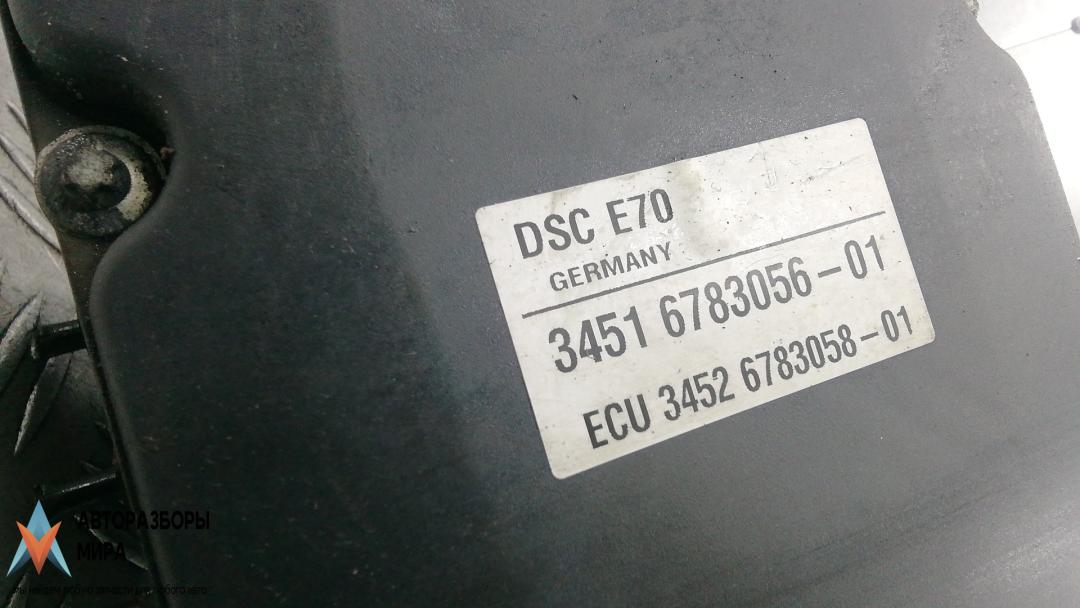 DSC E70
GERMANY
3451 6783056-01
ECU 3452 6783058-01
АВТОРАЗБОРЫ
МИРА